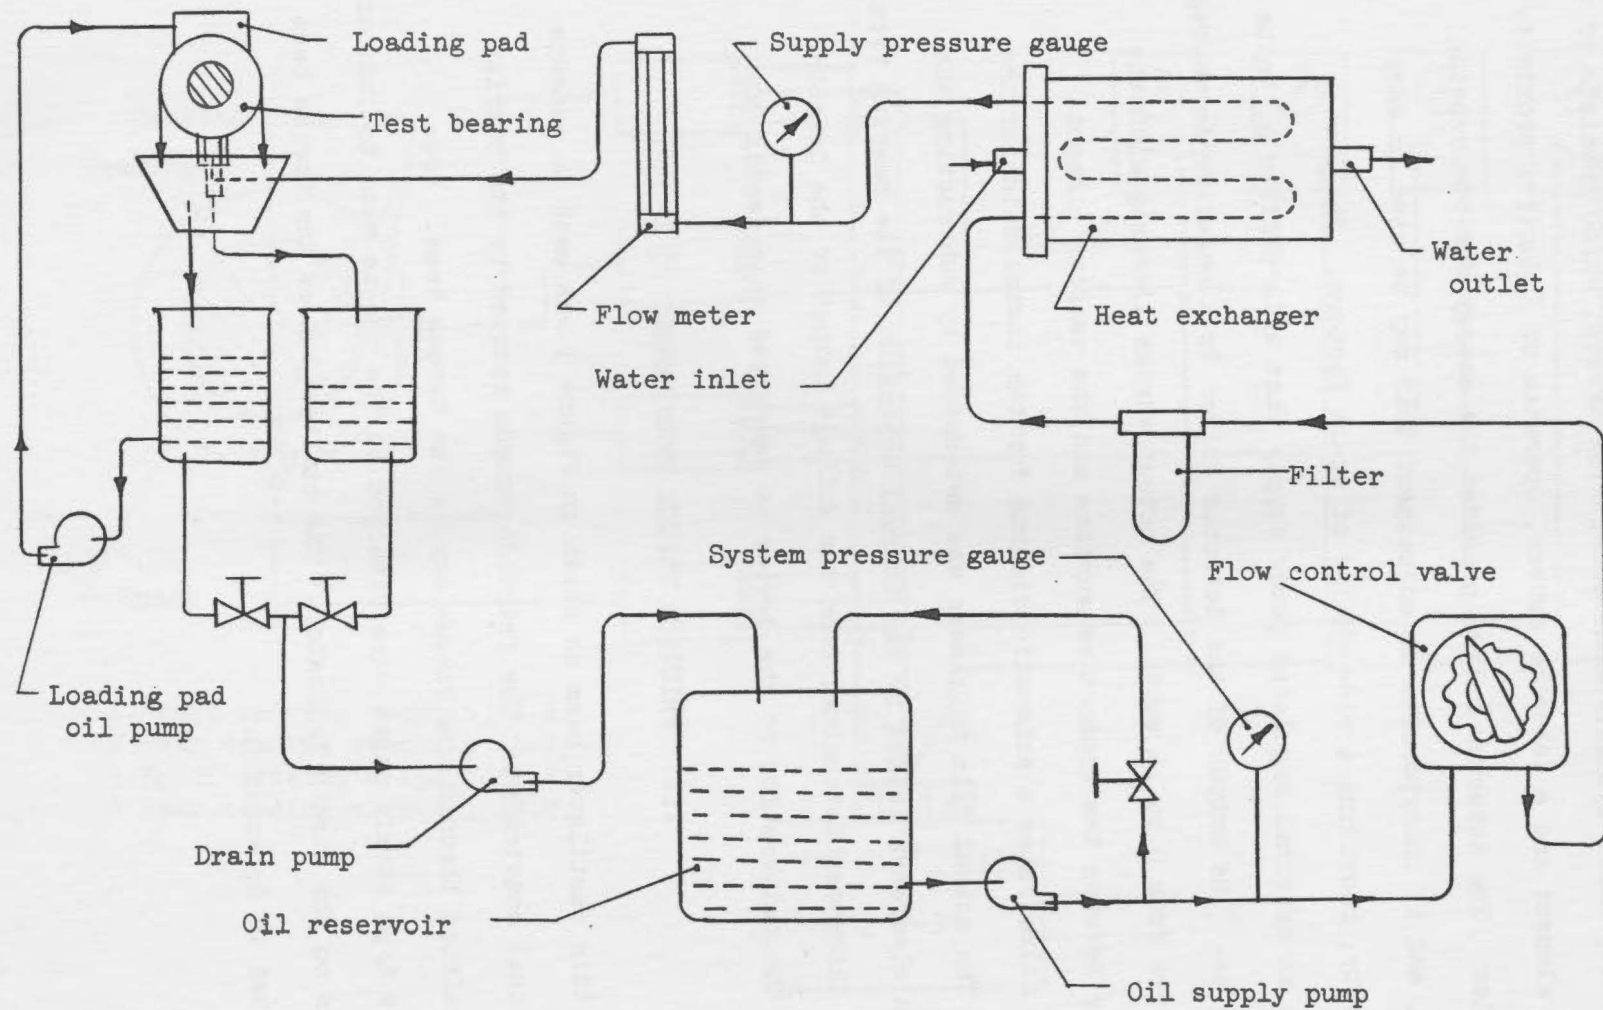 Loading pad
Supply pressure gauge
Test bearing
Water
outlet
Flow meter
Heat exchanger
Water inlet
Filter
System pressure gauge
Flow control valve
Loading pad
oil pump
Drain pump
Oil reservoir
Oil supply pump